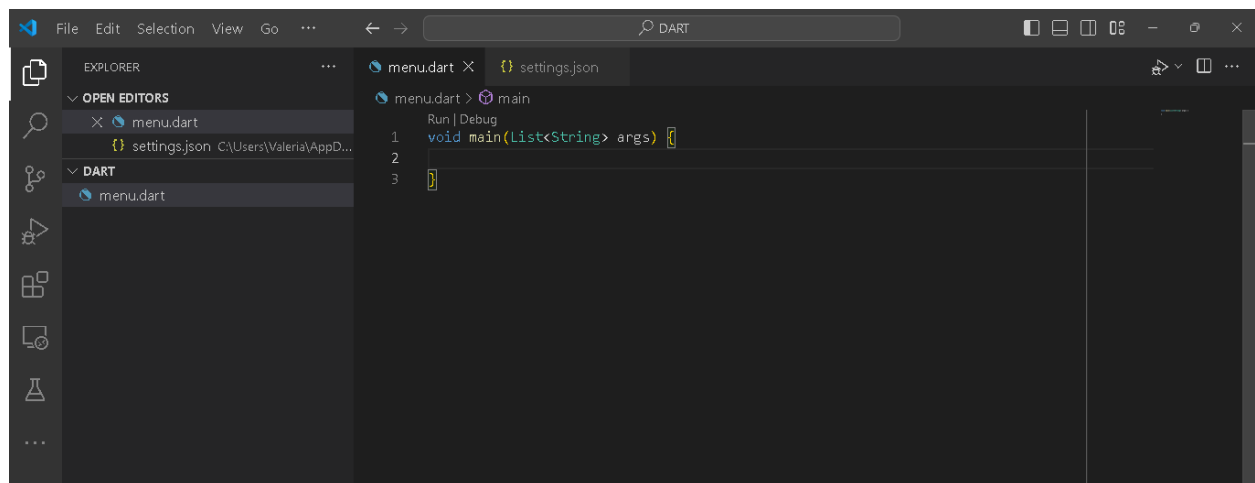 File Edit Selection View Go ··· DART
EXPLORER ···
menu.dart
{} settings.json
OPEN EDITORS
menu.dart
{} settings.json C:\Users\Valeria\AppD...
DART
menu.dart
menu.dart > main
Run | Debug
1 void main(List<String> args) {
2
3 }